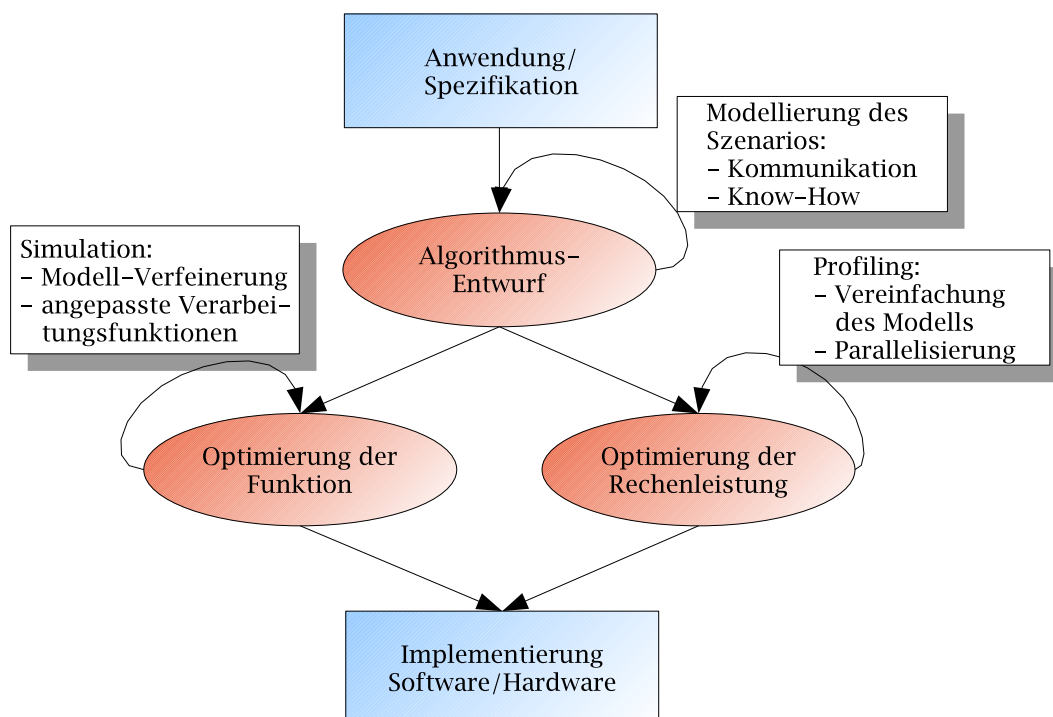 Anwendung/
Spezifikation
Modellierung des
Szenarios:
– Kommunikation
– Know–How
Algorithmus–
Entwurf
Simulation:
– Modell–Verfeinerung
– angepasste Verarbei–
tungsfunktionen
Profiling:
– Vereinfachung
des Modells
– Parallelisierung
Optimierung der
Funktion
Optimierung der
Rechenleistung
Implementierung
Software/Hardware